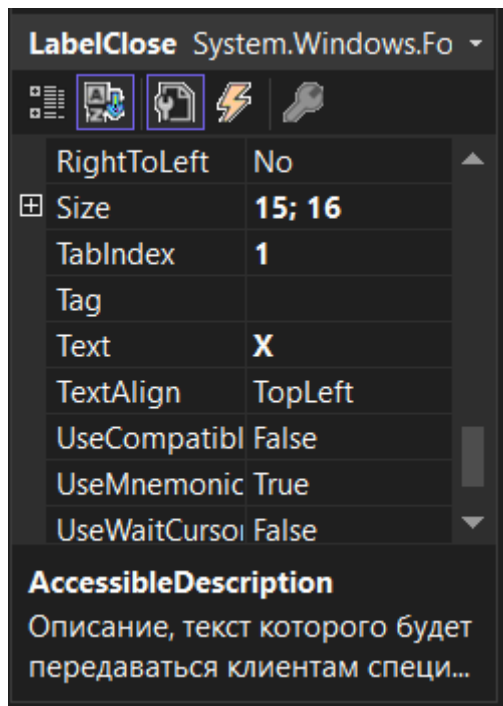 LabelClose System.Windows.Fo
RightToLeft No
Size 15; 16
TabIndex 1
Tag
Text X
TextAlign TopLeft
UseCompatibl False
UseMnemonic True
UseWaitCursor False
AccessibleDescription
Описание, текст которого будет
передаваться клиентам специ...